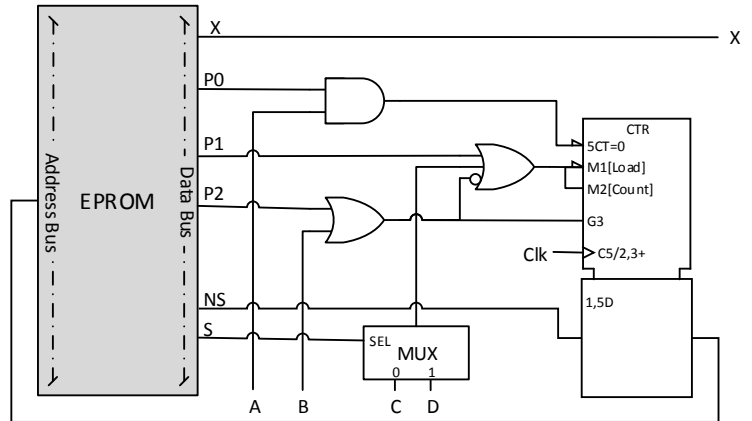 X
X
P0
CTR
5CT=0
P1
M1[Load]
M2[Count]
Address Bus
EPROM
Data Bus
P2
G3
Clk
C5/2,3+
NS
1,5D
S
SEL
MUX
0 1
A B C D